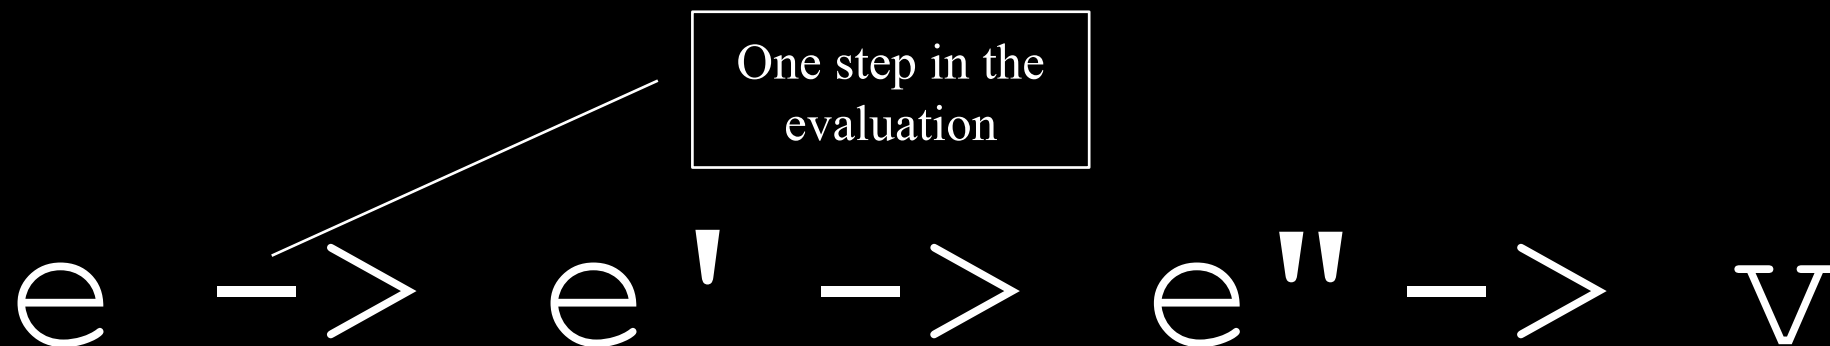 One step in the
evaluation
e -> e' -> e" -> v